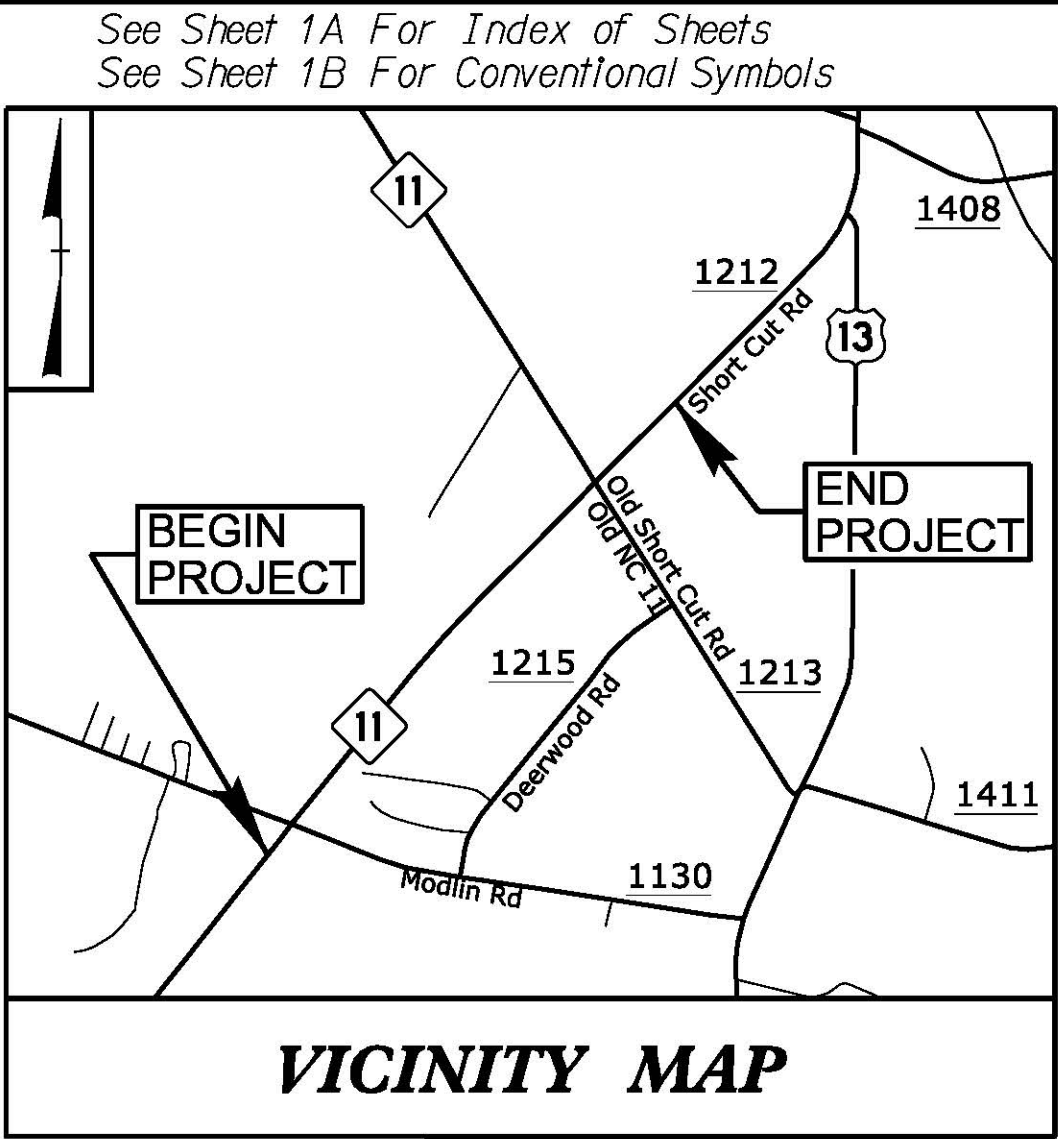 See Sheet 1A For Index of Sheets
See Sheet 1B For Conventional Symbols
11
1408
1212
Short Cut Rd
13
END
PROJECT
Old Short Cut Rd
Old NC 11
BEGIN
PROJECT
1215
1213
Deerwood Rd
11
1411
1130
Modlin Rd
VICINITY MAP